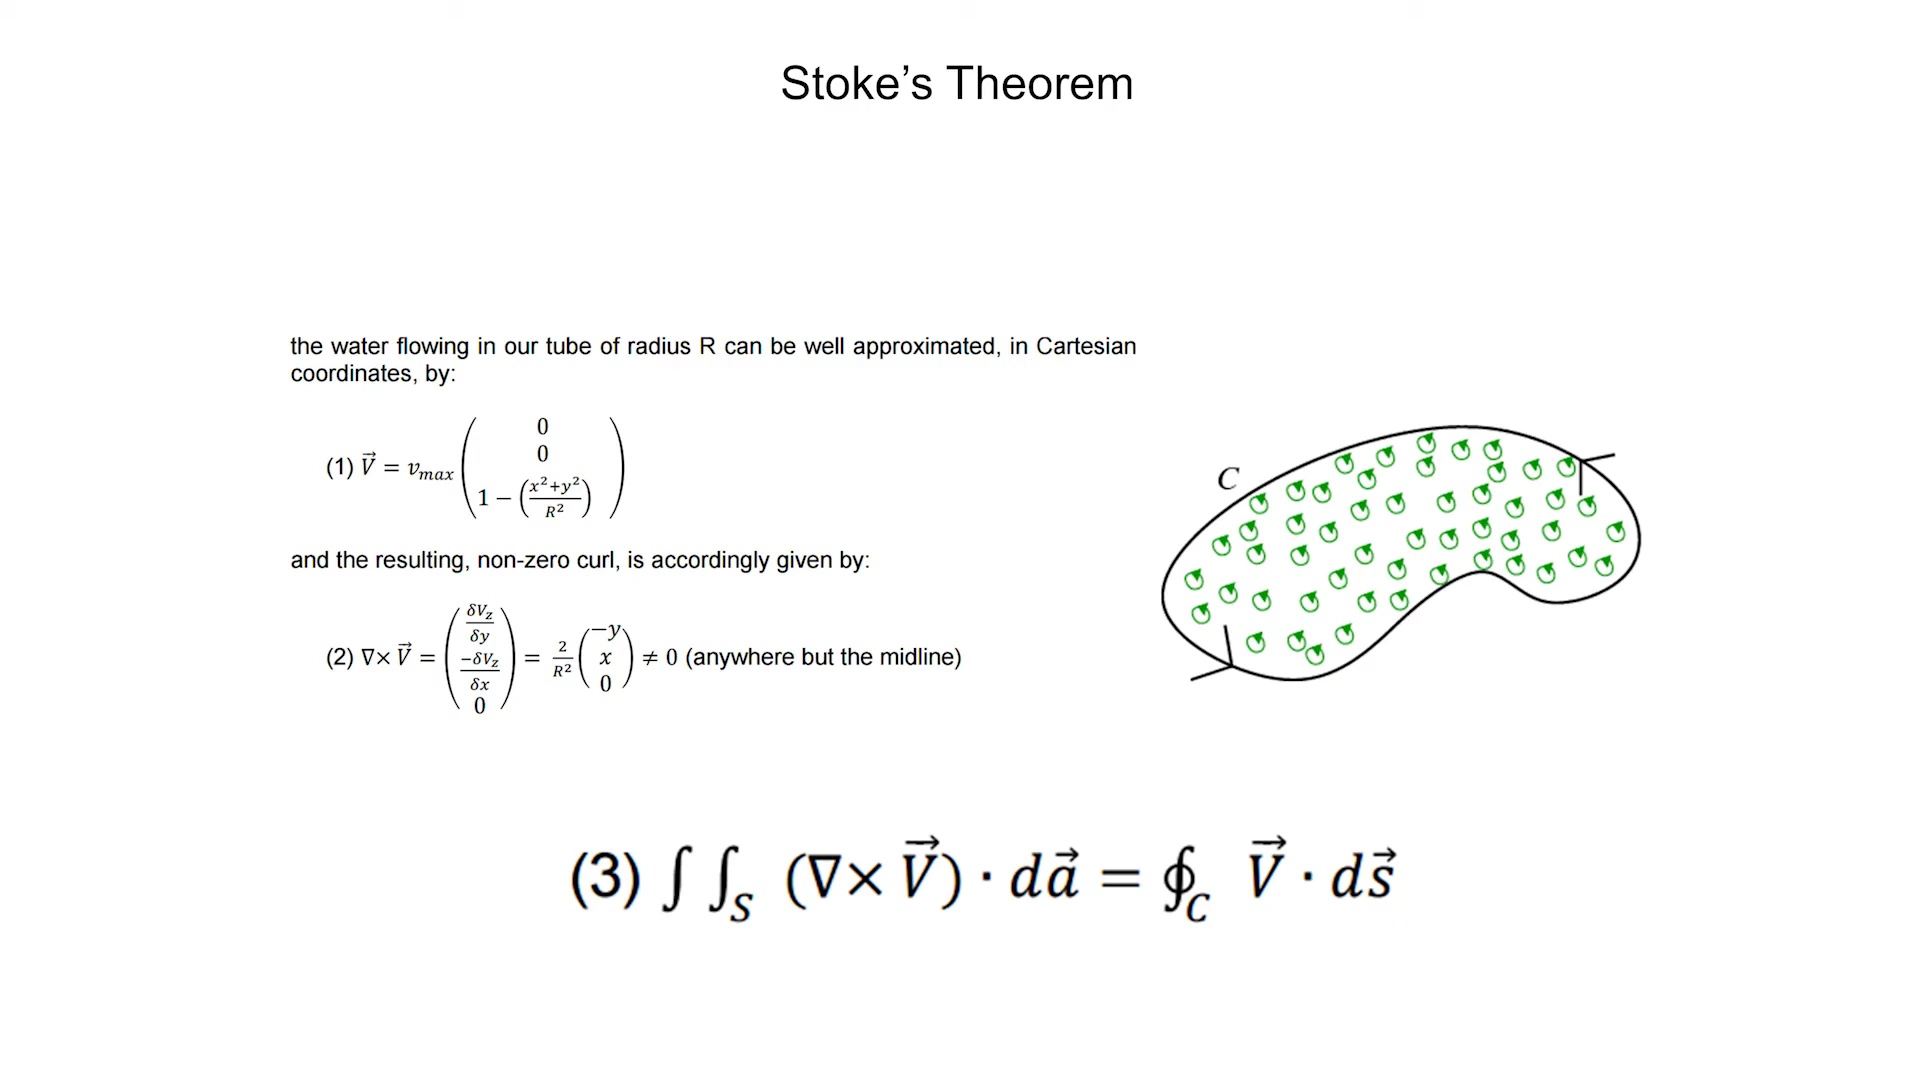 Stoke’s Theorem
the water flowing in our tube of radius R can be well approximated, in Cartesian
coordinates, by:
(1) V⃗ = v_max (0, 0, 1 − ((x²+y²)/R²))
and the resulting, non-zero curl, is accordingly given by:
(2) ∇× V⃗ = (δV_z/δy, −δV_z/δx, 0) = 2/R² (−y, x, 0) ≠ 0 (anywhere but the midline)
C
(3) ∫ ∫_S (∇× V⃗) · da⃗ = ∮_C V⃗ · ds⃗